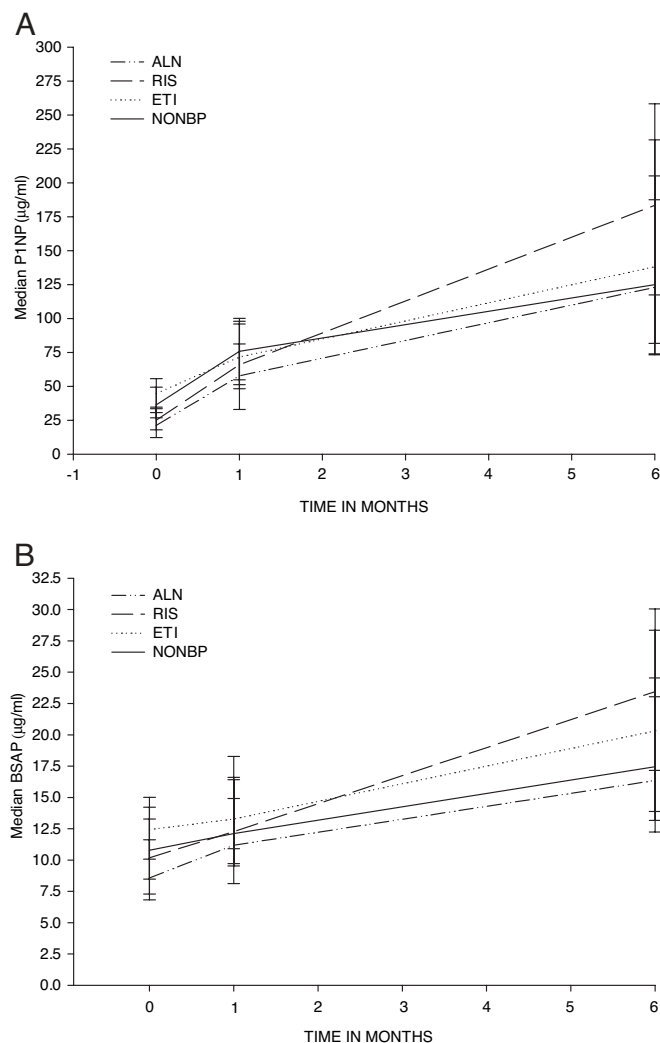 A
300
275
250
225
200
175
150
125
100
75
50
25
0
Median P1NP (µg/ml)
ALN
RIS
ETI
NONBP
-1 0 1 2 3 4 5 6
TIME IN MONTHS
B
32.5
30.0
27.5
25.0
22.5
20.0
17.5
15.0
12.5
10.0
7.5
5.0
2.5
0.0
Median BSAP (µg/ml)
ALN
RIS
ETI
NONBP
0 1 2 3 4 5 6
TIME IN MONTHS